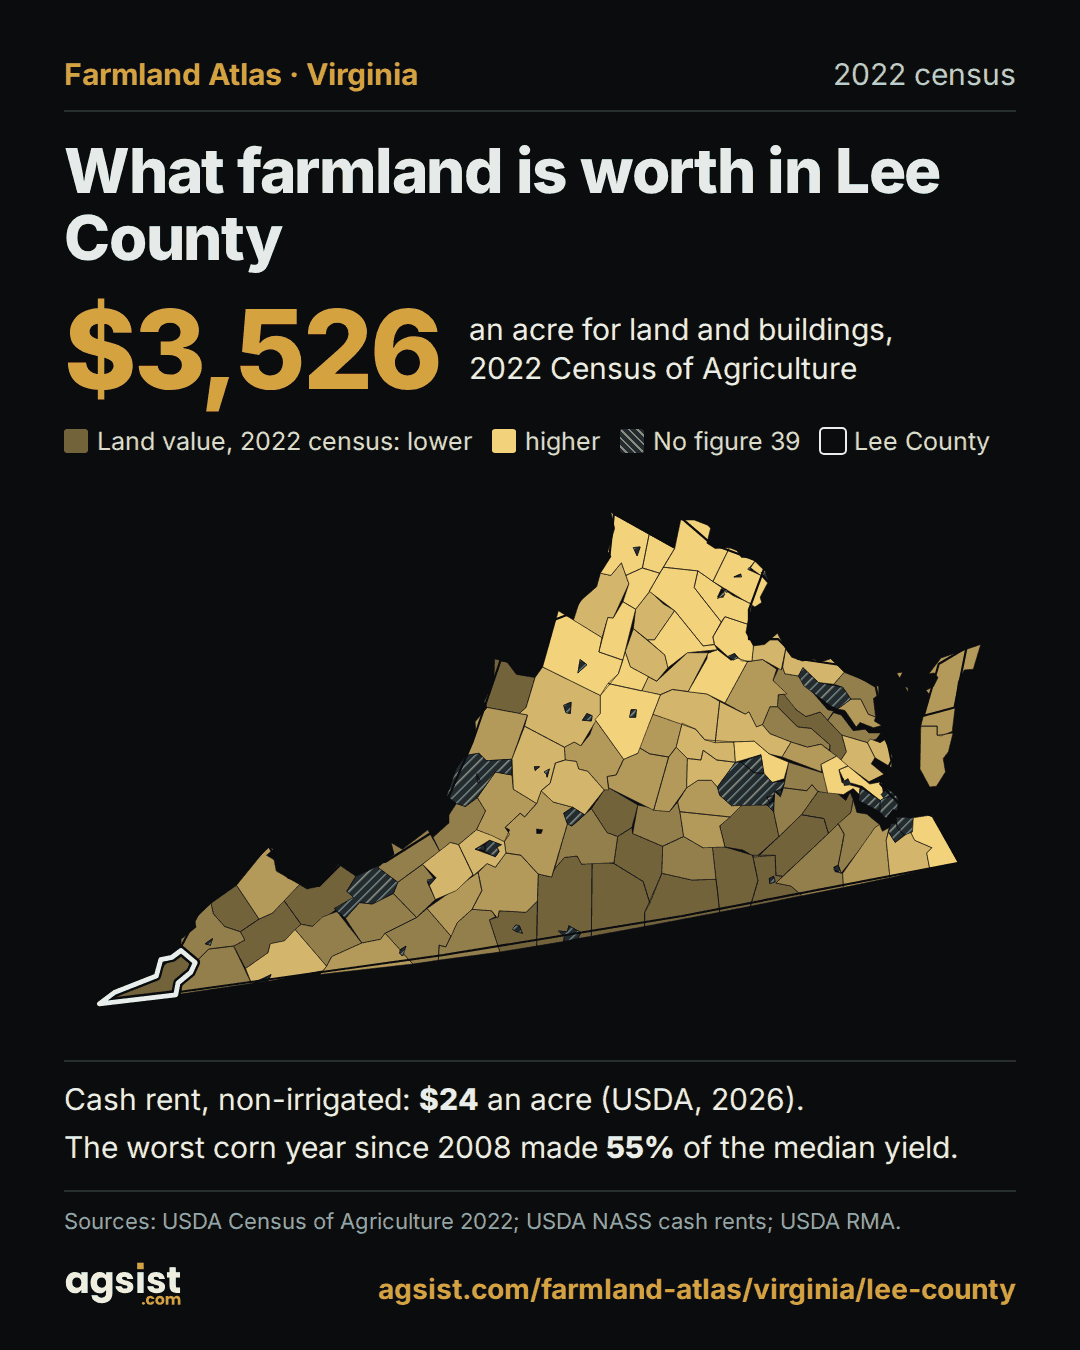 Farmland Atlas · Virginia
2022 census
What farmland is worth in Lee
County
$3,526
an acre for land and buildings,
2022 Census of Agriculture
Land value, 2022 census: lower
higher
No figure 39
Lee County
Cash rent, non-irrigated: $24 an acre (USDA, 2026).
The worst corn year since 2008 made 55% of the median yield.
Sources: USDA Census of Agriculture 2022; USDA NASS cash rents; USDA RMA.
agsist
.com
agsist.com/farmland-atlas/virginia/lee-county